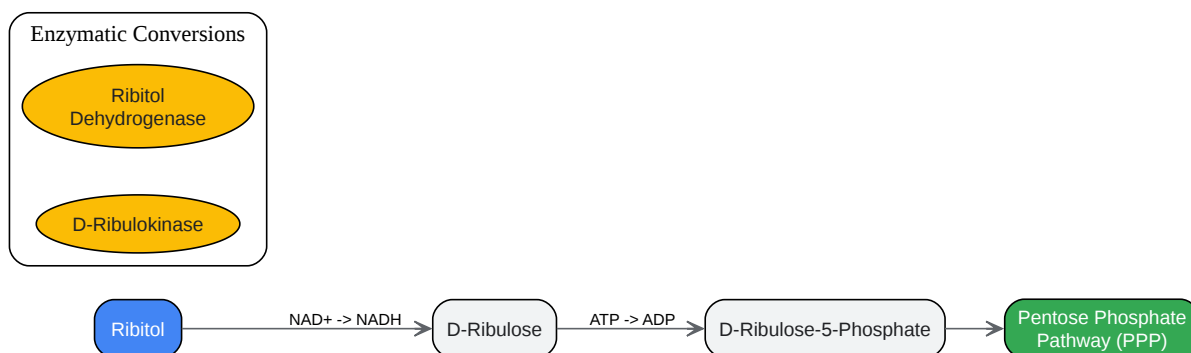 Enzymatic Conversions
Ribitol
Dehydrogenase
D-Ribulokinase
Ribitol
NAD+ -> NADH
D-Ribulose
ATP -> ADP
D-Ribulose-5-Phosphate
Pentose Phosphate
Pathway (PPP)